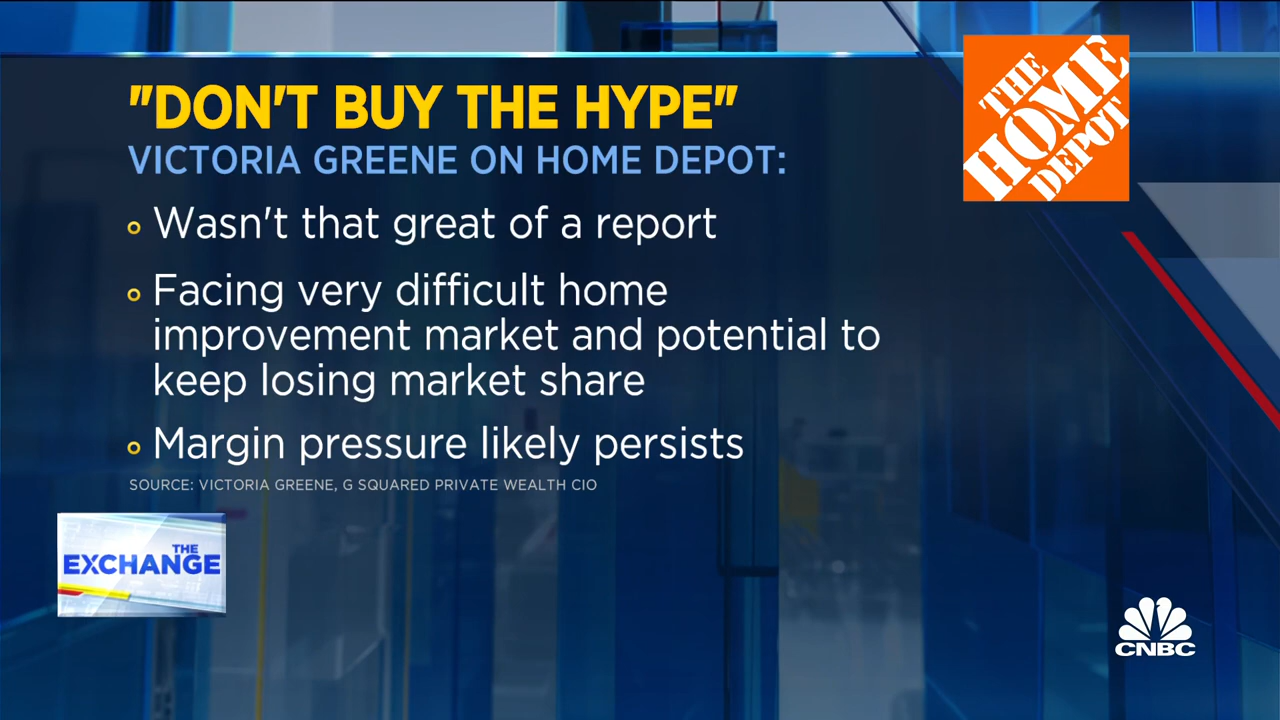 "DON'T BUY THE HYPE"
VICTORIA GREENE ON HOME DEPOT:
Wasn't that great of a report
Facing very difficult home
improvement market and potential to
keep losing market share
Margin pressure likely persists
SOURCE: VICTORIA GREENE, G SQUARED PRIVATE WEALTH CIO
THE
HOME
DEPOT
THE
EXCHANGE
CNBC